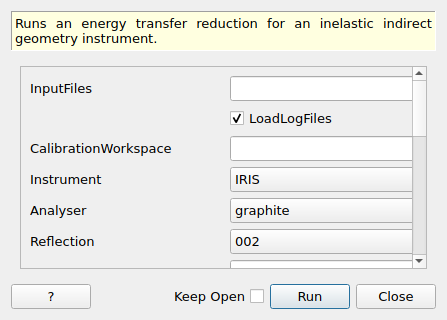 Runs an energy transfer reduction for an inelastic indirect
geometry instrument.
InputFiles
LoadLogFiles
CalibrationWorkspace
Instrument IRIS
Analyser graphite
Reflection 002
? Keep Open Run Close